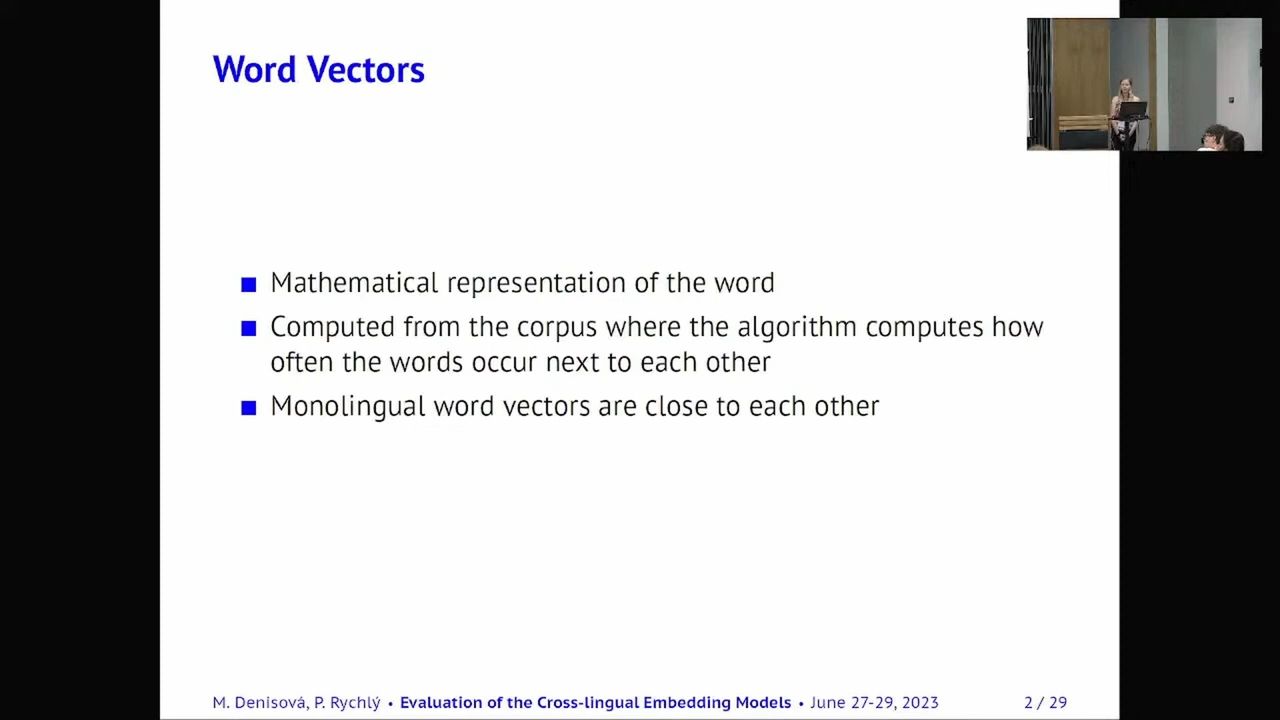 Word Vectors
Mathematical representation of the word
Computed from the corpus where the algorithm computes how
often the words occur next to each other
Monolingual word vectors are close to each other
M. Denisová, P. Rychlý • Evaluation of the Cross-lingual Embedding Models • June 27-29, 2023 2 / 29